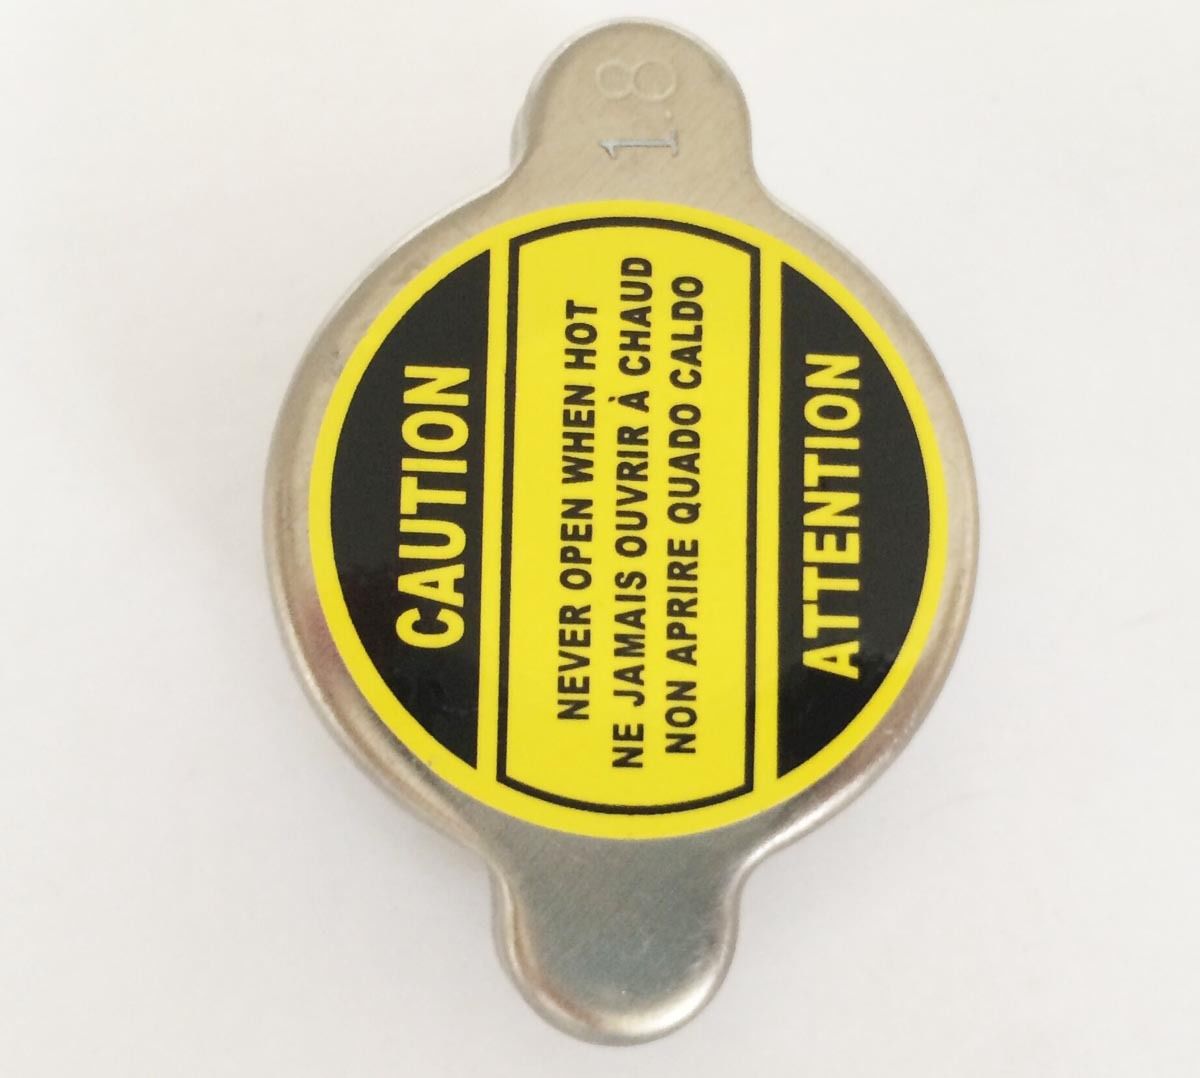 CAUTION
NEVER OPEN WHEN HOT
NE JAMAIS OUVRIR À CHAUD
NON APRIRE QUADO CALDO
ATTENTION
1.8